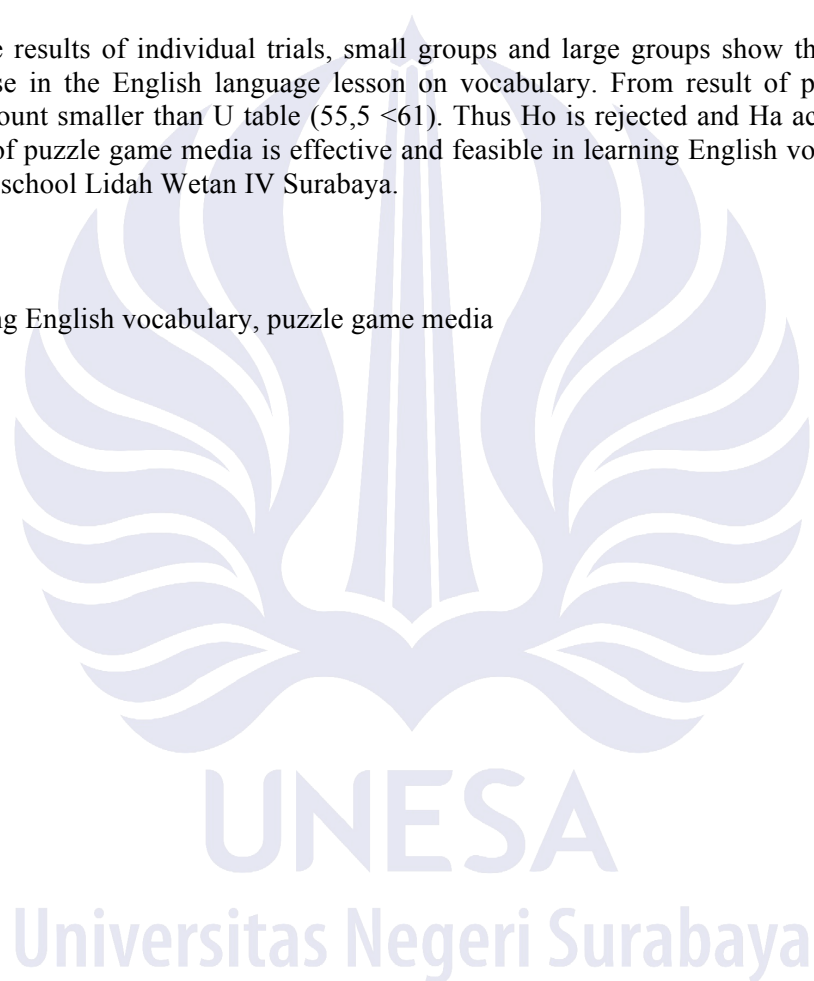 e results of individual trials, small groups and large groups show th
se in the English language lesson on vocabulary. From result of p
ount smaller than U table (55,5 <61). Thus Ho is rejected and Ha ac
of puzzle game media is effective and feasible in learning English vo
school Lidah Wetan IV Surabaya.
ng English vocabulary, puzzle game media
UNESA
Universitas Negeri Surabaya